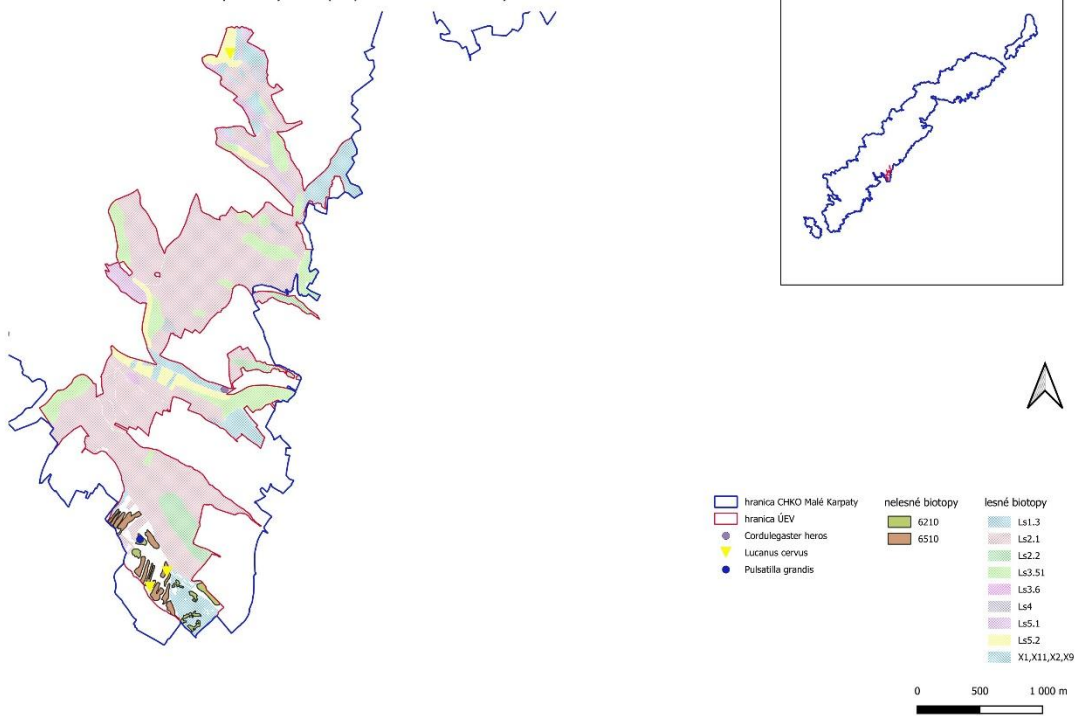 hranica CHKO Malé Karpaty
hranica ÚEV
Cordulegaster heros
Lucanus cervus
Pulsatilla grandis
nelesné biotopy
6210
6510
lesné biotopy
Ls1.3
Ls2.1
Ls2.2
Ls3.51
Ls3.6
Ls4
Ls5.1
Ls5.2
X1,X11,X2,X9
0 500 1 000 m